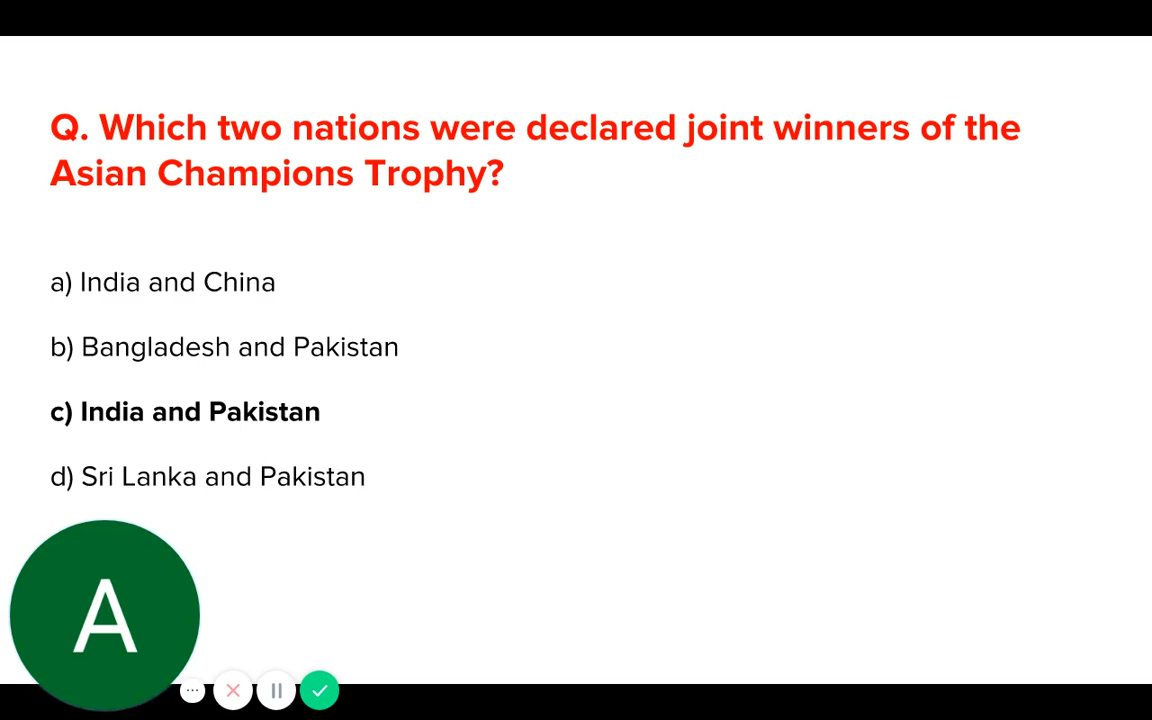 Q. Which two nations were declared joint winners of the
Asian Champions Trophy?
a) India and China
b) Bangladesh and Pakistan
c) India and Pakistan
d) Sri Lanka and Pakistan
A